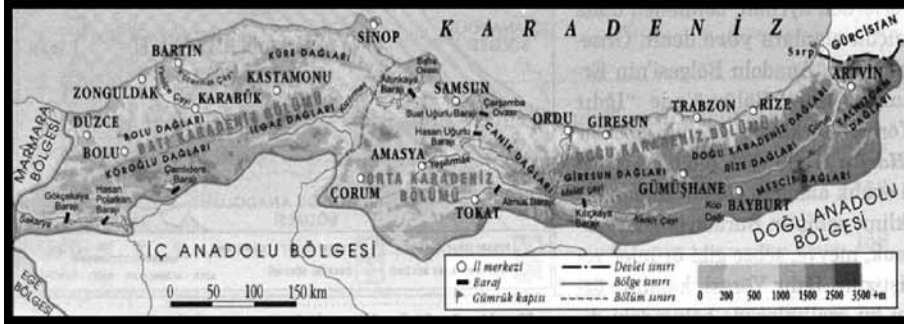 KARADENİZ
GÜRCİSTAN
Sarp
SİNOP
BARTIN
KÜRE DAĞLARI
Bafra Ovası
ARTVİN
ZONGULDAK
KASTAMONU
Altınkaya Barajı
KARABÜK
SAMSUN
Çarşamba Ovası
TRABZON
RİZE
Suat Uğurlu Barajı
ORDU
GİRESUN
DÜZCE
BOLU DAĞLARI
ILGAZ DAĞLARI
Hasan Uğurlu Barajı
MARMARA BÖLGESİ
BATI KARADENİZ BÖLÜMÜ
DOĞU KARADENİZ BÖLÜMÜ
DOĞU KARADENİZ DAĞLARI
BOLU
KÖROĞLU DAĞLARI
CANİK DAĞLARI
AMASYA
Yeşilırmak
RİZE DAĞLARI
Çamlıdere Barajı
ÇORUM
ORTA KARADENİZ BÖLÜMÜ
GİRESUN DAĞLARI
GÜMÜŞHANE
MESCİD DAĞLARI
Gökçekaya Barajı
Hasan Polatkan Barajı
Melet Çayı
BAYBURT
TOKAT
Almus Barajı
Kılıçkaya Barajı
Kop Dağı
Sakarya
DOĞU ANADOLU BÖLGESİ
İÇ ANADOLU BÖLGESİ
EGE BÖLGESİ
0 50 100 150 km
İl merkezi
Baraj
Gümrük kapısı
Devlet sınırı
Bölge sınırı
Bölüm sınırı
0 200 500 1000 1500 2500 3500 +m